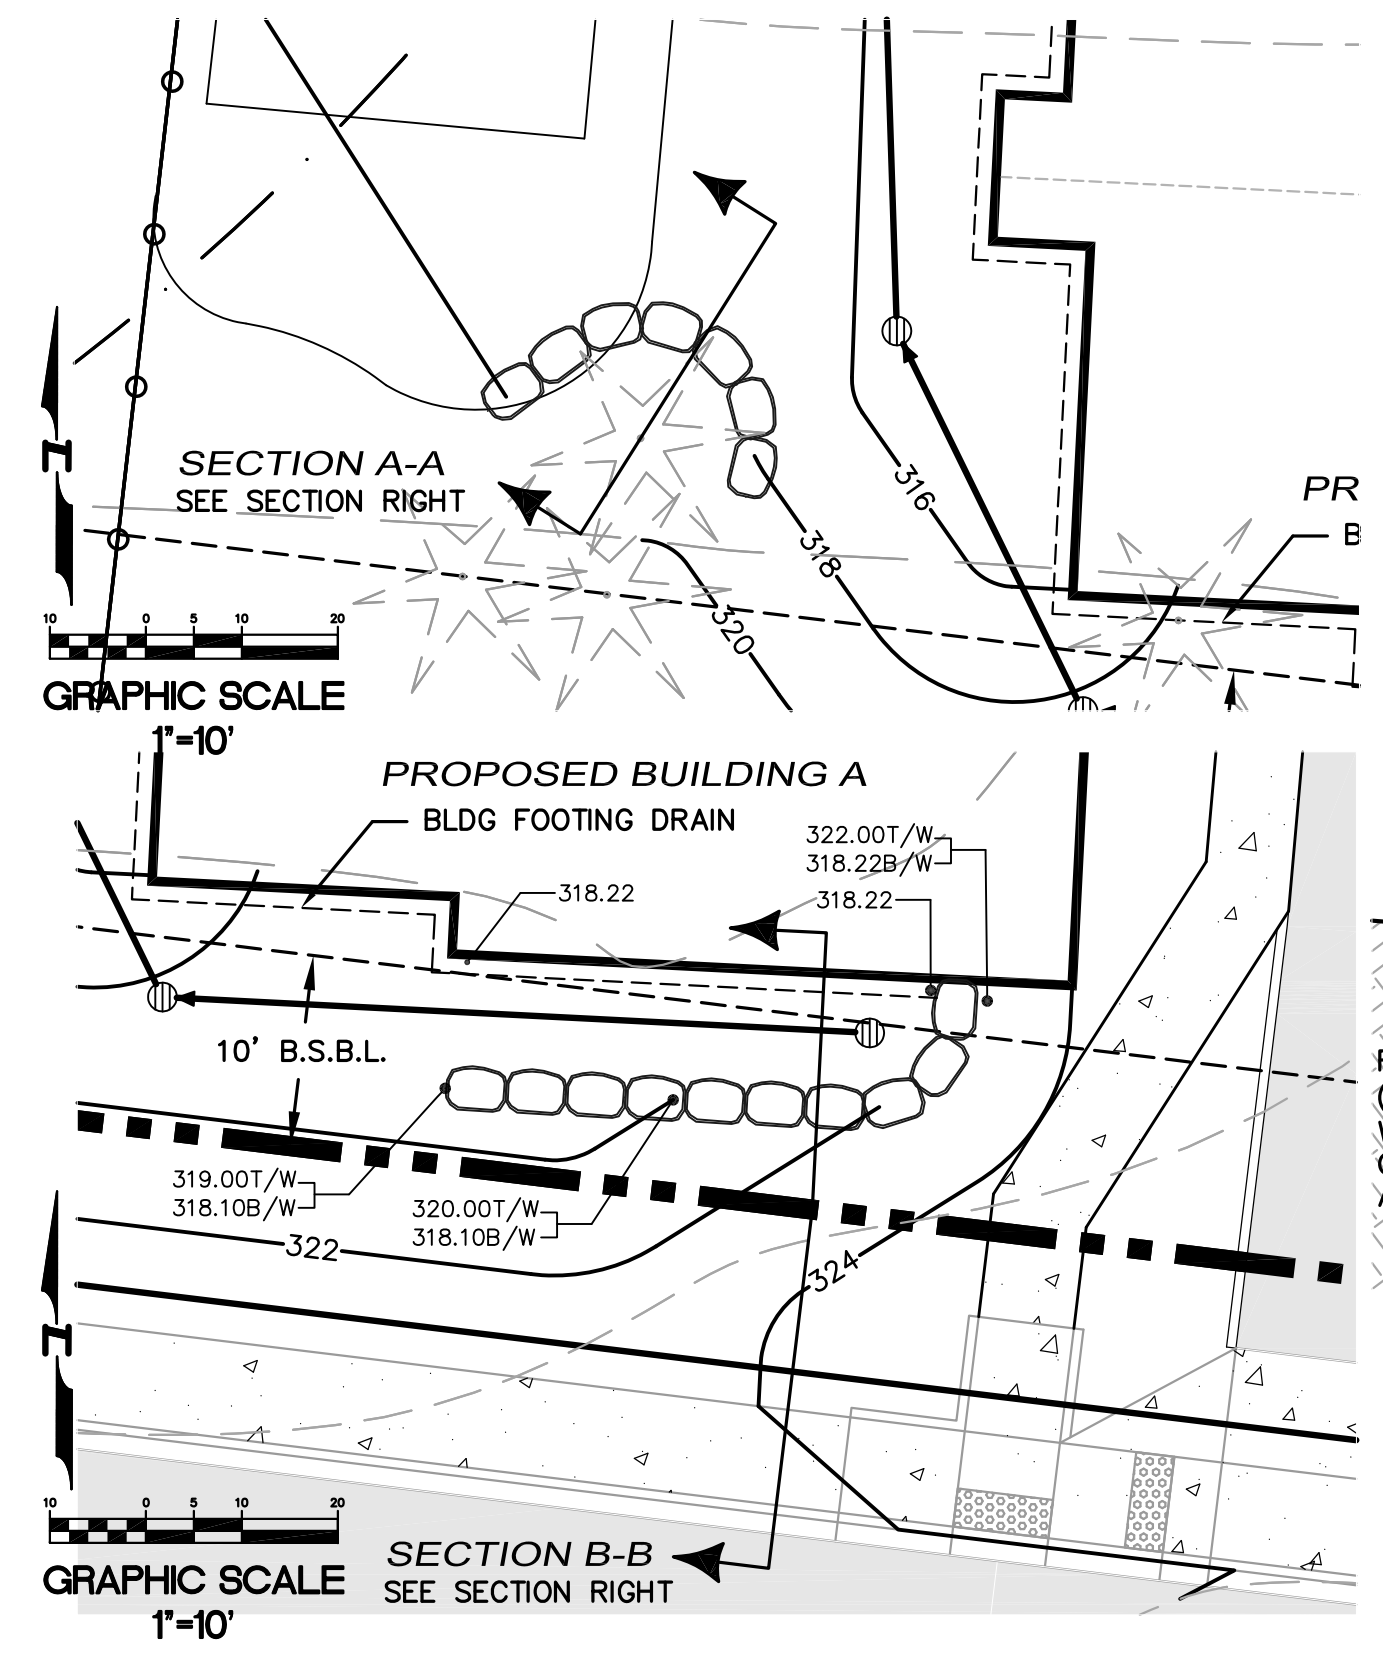 SECTION A-A
SEE SECTION RIGHT
316
318
320
PR
B
10 0 5 10 20
GRAPHIC SCALE
1"=10'
PROPOSED BUILDING A
BLDG FOOTING DRAIN
322.00T/W
318.22B/W
318.22
318.22
10' B.S.B.L.
319.00T/W
318.10B/W
320.00T/W
318.10B/W
322
324
10 0 5 10 20
GRAPHIC SCALE
1"=10'
SECTION B-B
SEE SECTION RIGHT